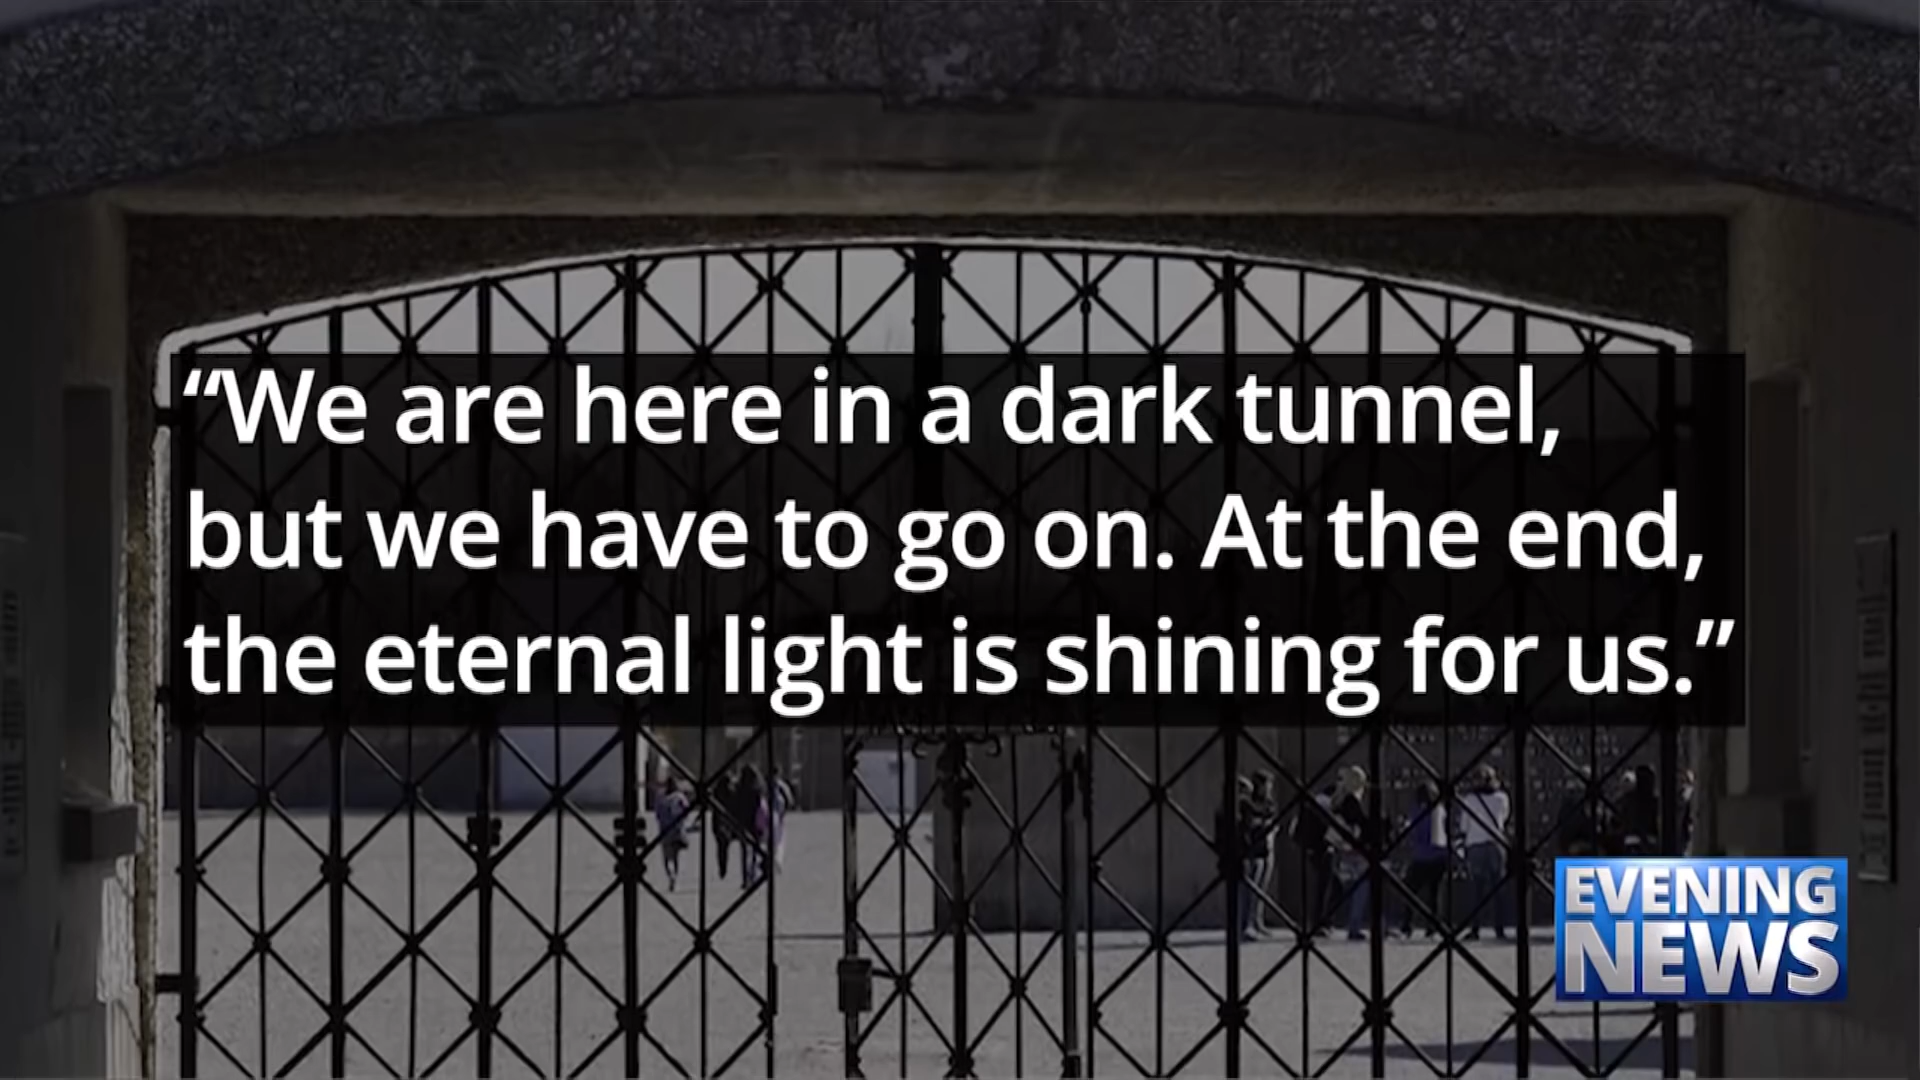 “We are here in a dark tunnel,
but we have to go on. At the end,
the eternal light is shining for us.”
EVENING
NEWS